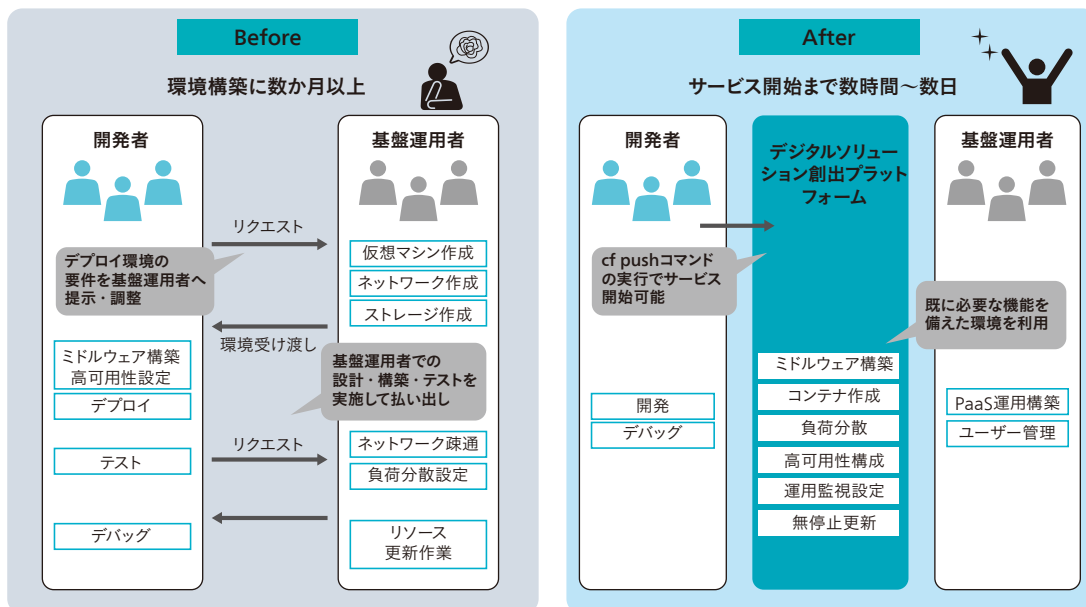 Before
環境構築に数か月以上
開発者
基盤運用者
リクエスト
デプロイ環境の
要件を基盤運用者へ
提示・調整
仮想マシン作成
ネットワーク作成
ストレージ作成
環境受け渡し
ミドルウェア構築
高可用性設定
デプロイ
基盤運用者での
設計・構築・テストを
実施して払い出し
リクエスト
テスト
ネットワーク疎通
負荷分散設定
デバッグ
リソース
更新作業
After
サービス開始まで数時間～数日
開発者
デジタルソリュー
ション創出プラット
フォーム
基盤運用者
cf pushコマンド
の実行でサービス
開始可能
既に必要な機能を
備えた環境を利用
開発
デバッグ
ミドルウェア構築
コンテナ作成
負荷分散
高可用性構成
運用監視設定
無停止更新
PaaS運用構築
ユーザー管理